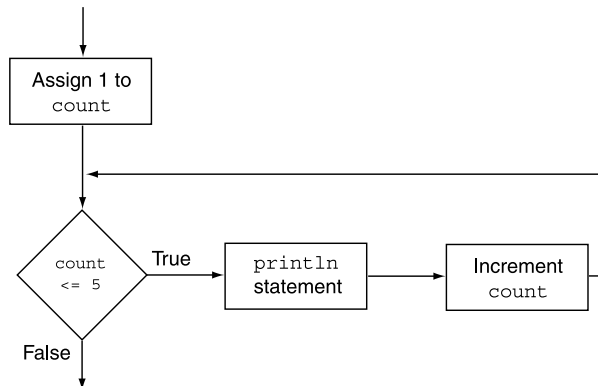 Assign 1 to
count
count
<= 5
True
println
statement
Increment
count
False